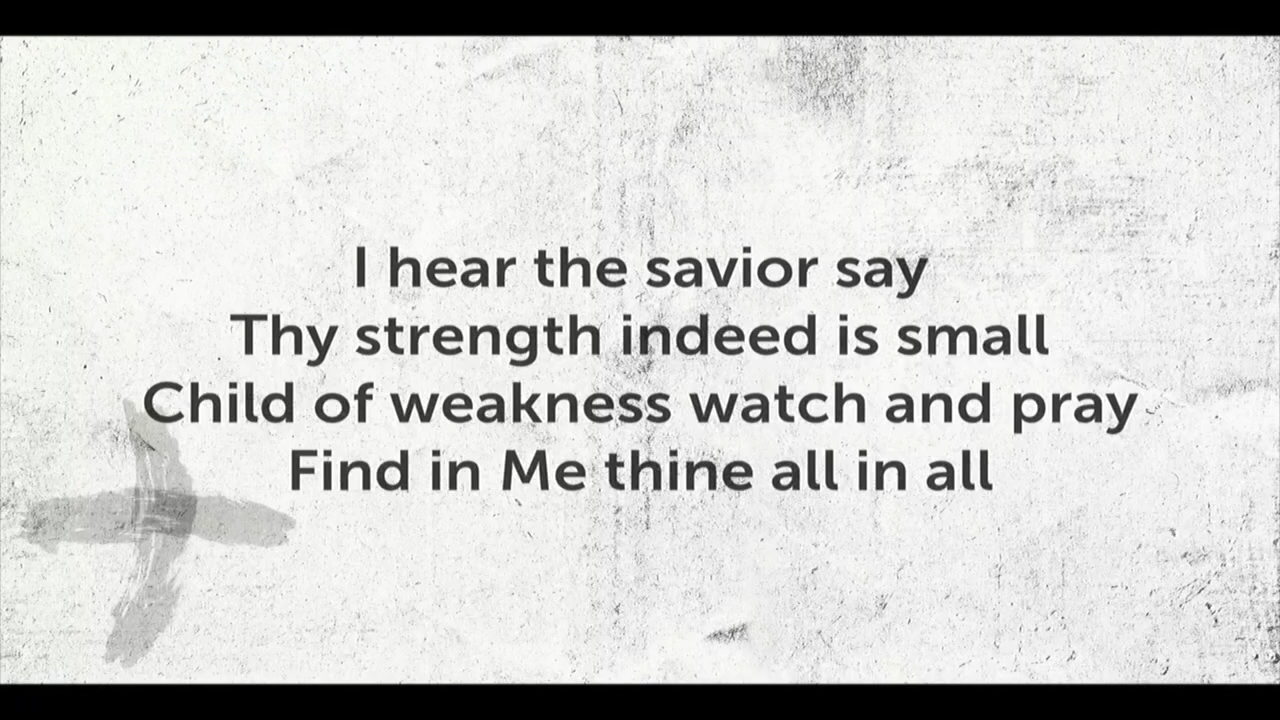 I hear the savior say
Thy strength indeed is small
Child of weakness watch and pray
Find in Me thine all in all